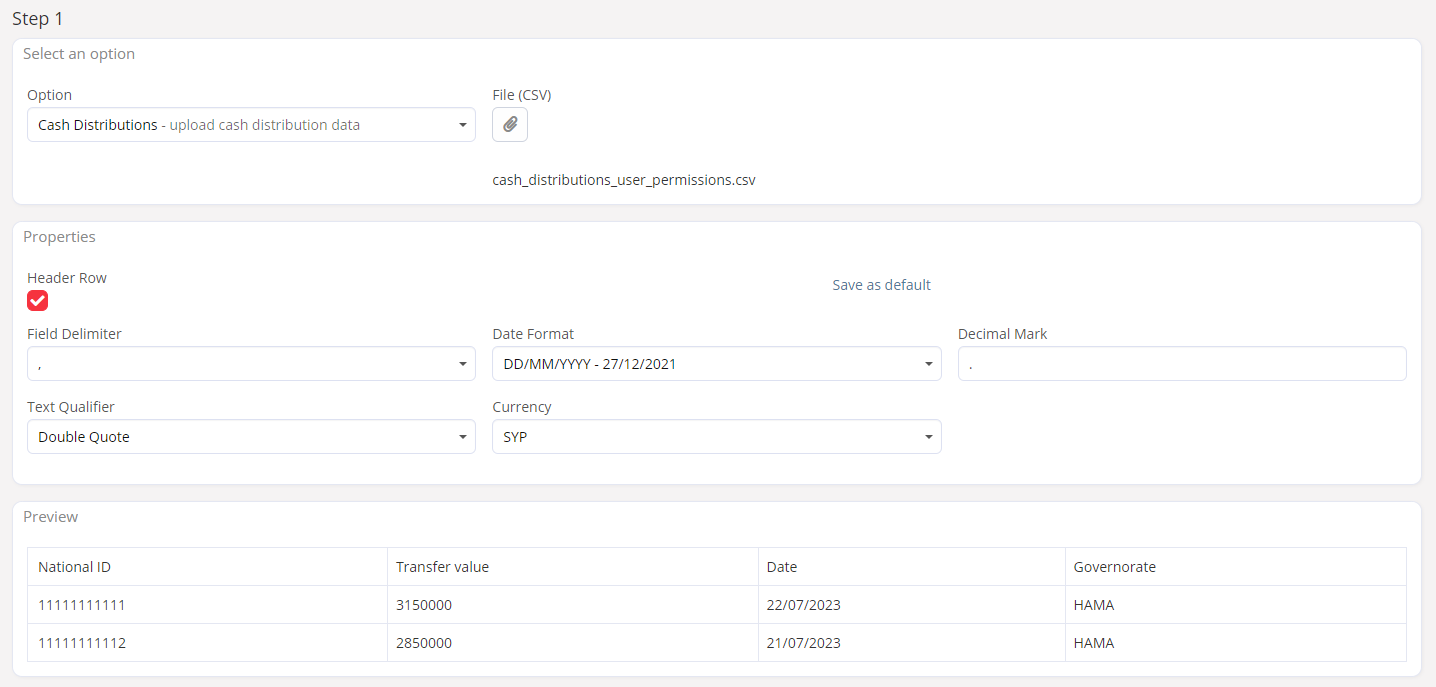 Step 1
Select an option
Option File (CSV)
Cash Distributions - upload cash distribution data
cash_distributions_user_permissions.csv
Properties
Header Row
Save as default
Field Delimiter Date Format Decimal Mark
, DD/MM/YYYY - 27/12/2021 .
Text Qualifier Currency
Double Quote SYP
Preview
National ID Transfer value Date Governorate
11111111111 3150000 22/07/2023 HAMA
11111111112 2850000 21/07/2023 HAMA